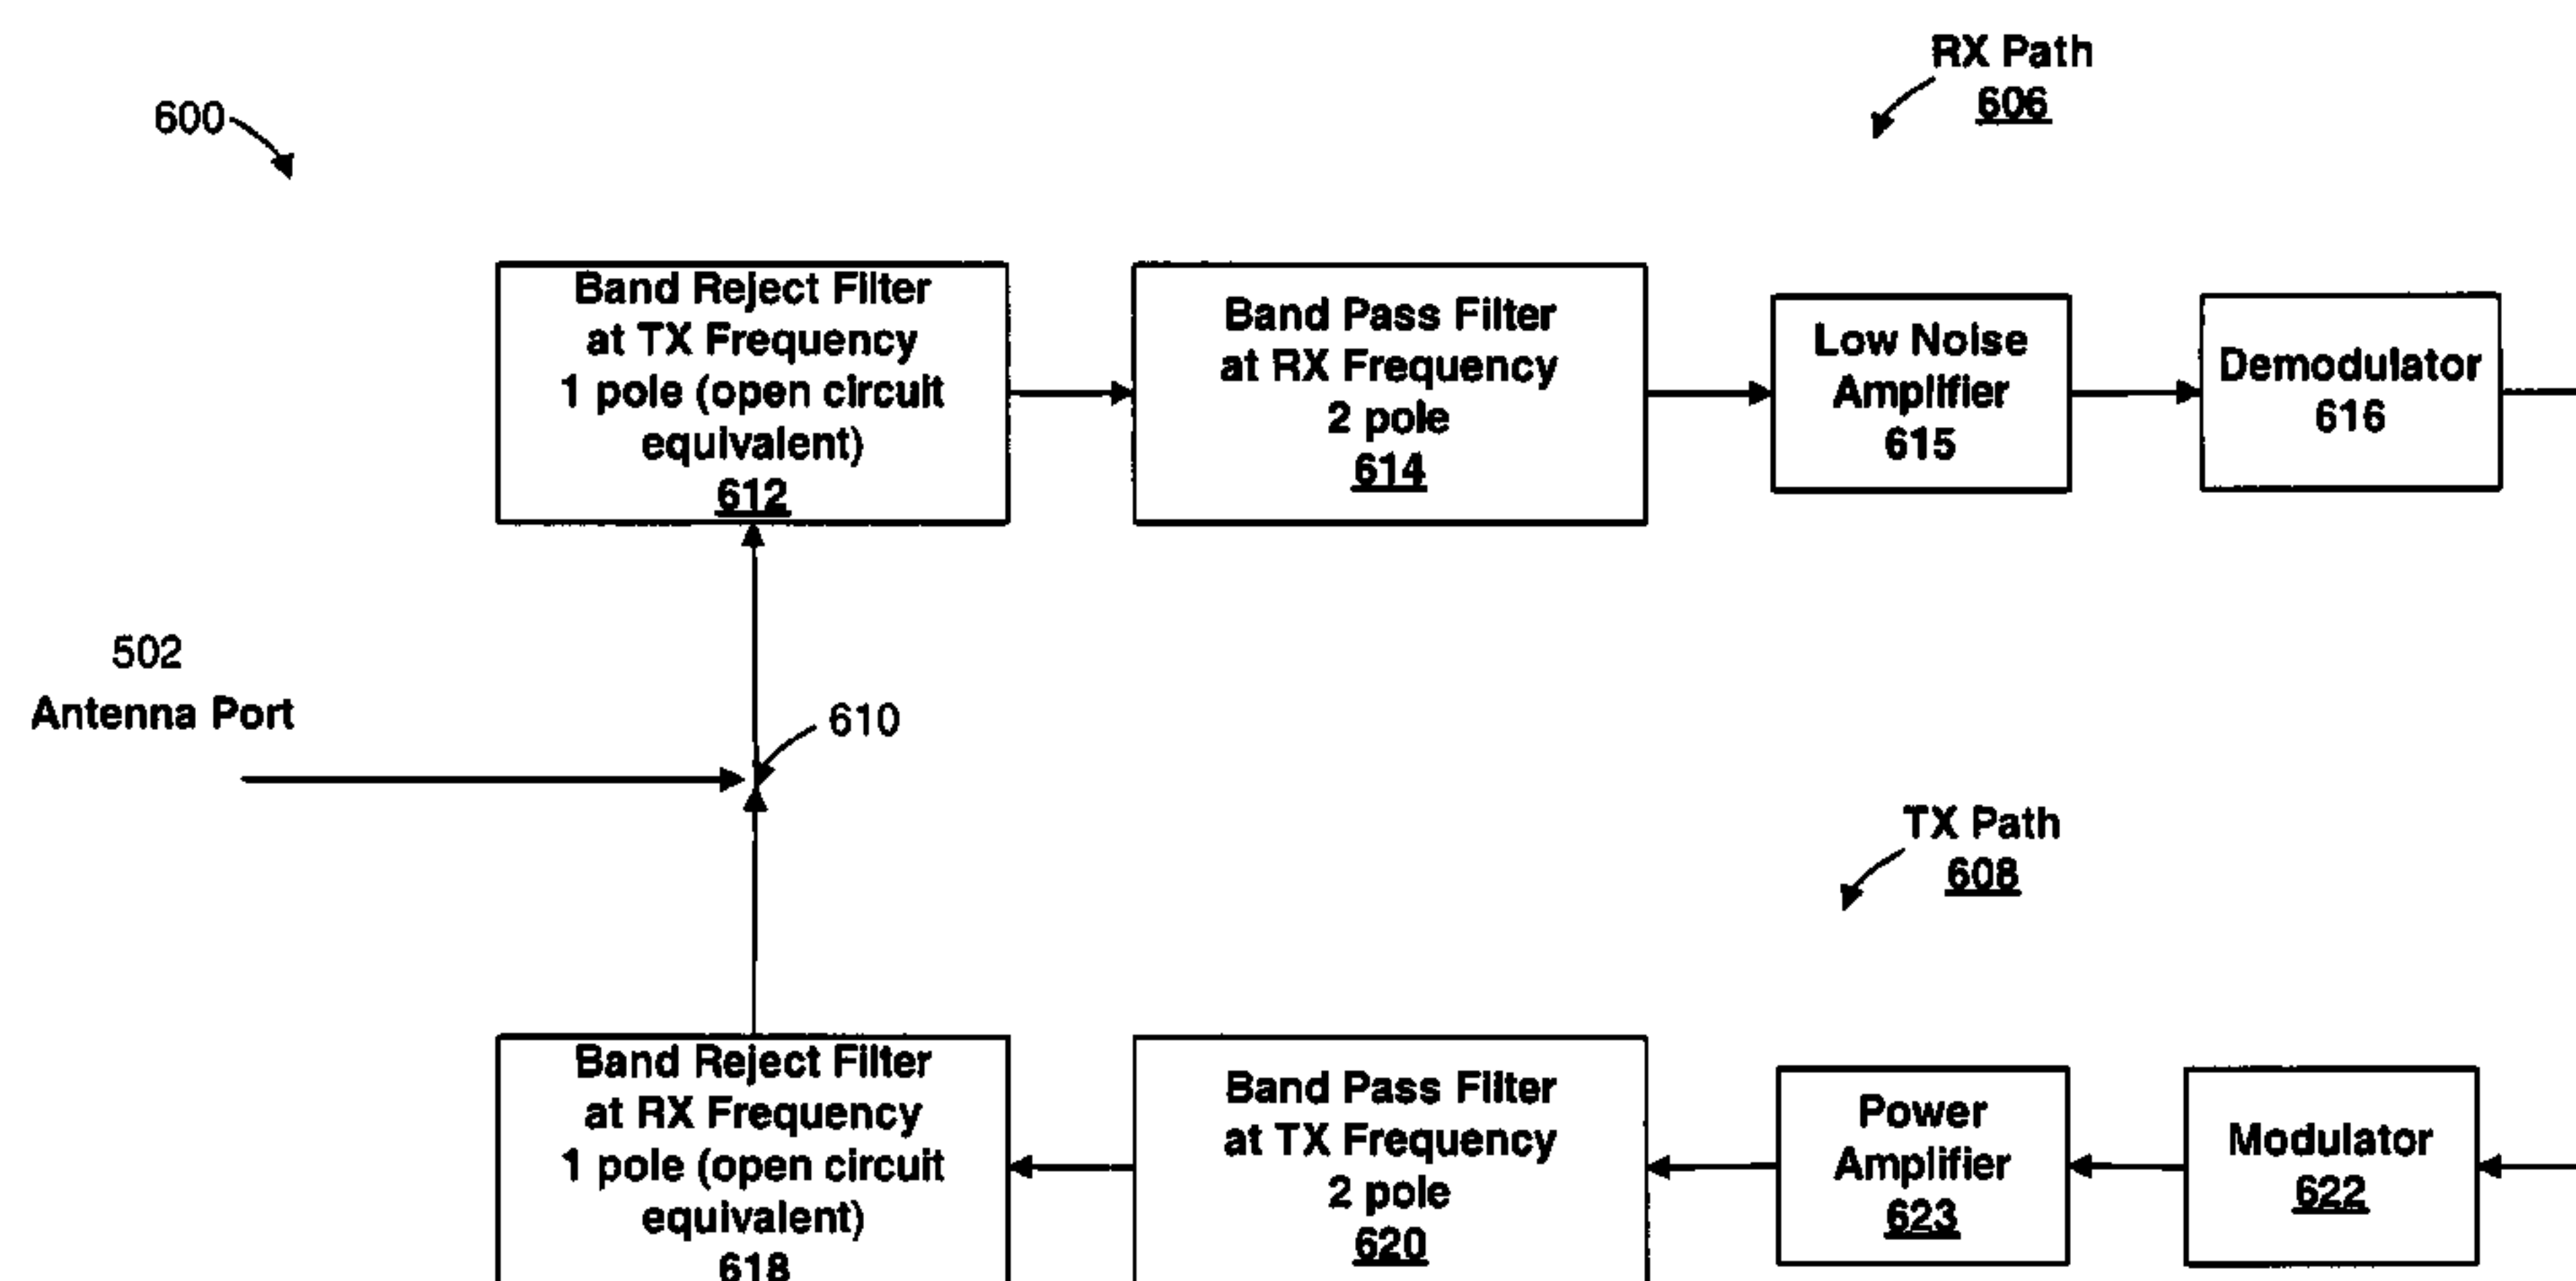 RX Path
606
600
Band Reject Filter
at TX Frequency
1 pole (open circuit
equivalent)
612
Band Pass Filter
at RX Frequency
2 pole
614
Low Noise
Amplifier
615
Demodulator
616
502
Antenna Port
610
TX Path
608
Band Reject Filter
at RX Frequency
1 pole (open circuit
equivalent)
618
Band Pass Filter
at TX Frequency
2 pole
620
Power
Amplifier
623
Modulator
622